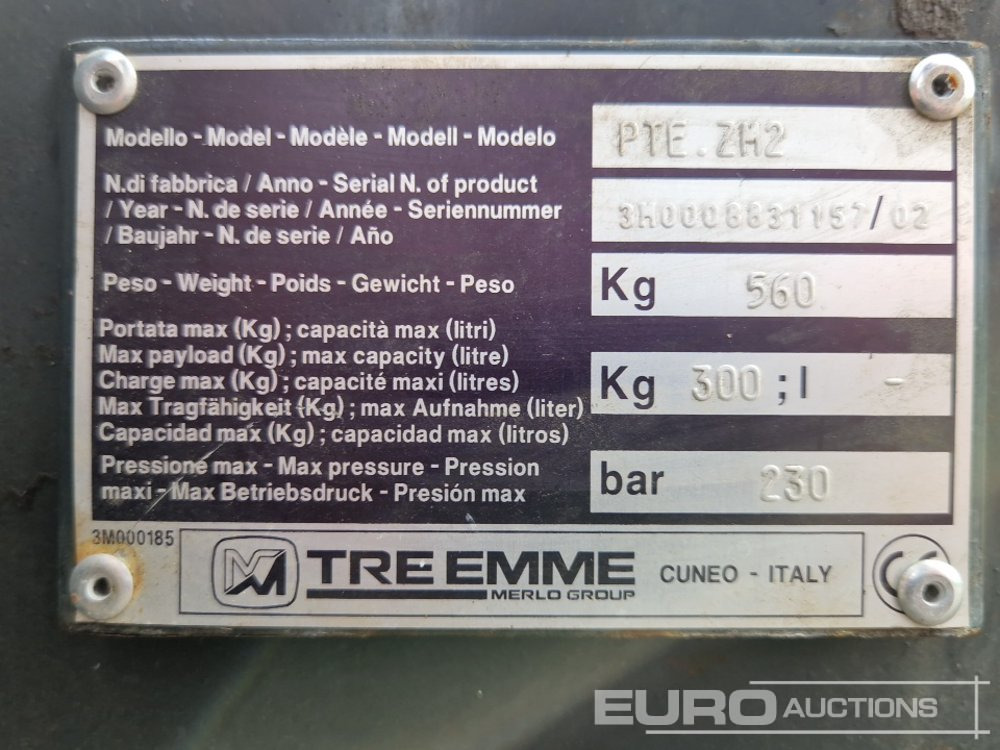 Modello - Model - Modèle - Modell - Modelo
PTE.ZH2
N.di fabbrica / Anno - Serial N. of product
/ Year - N. de serie / Année - Seriennummer
/ Baujahr - N. de serie / Año
3M0008831157/02
Peso - Weight - Poids - Gewicht - Peso
Kg 560
Portata max (Kg) ; capacità max (litri)
Max payload (Kg) ; max capacity (litre)
Charge max (Kg) ; capacité maxi (litres)
Max Tragfähigkeit (Kg) ; max Aufnahme (liter)
Capacidad max (Kg) ; capacidad max (litros)
Kg 300 ; l -
Pressione max - Max pressure - Pression
maxi - Max Betriebsdruck - Presión max
bar 230
3M000185
TRE EMME
MERLO GROUP
CUNEO - ITALY
CE
EURO AUCTIONS